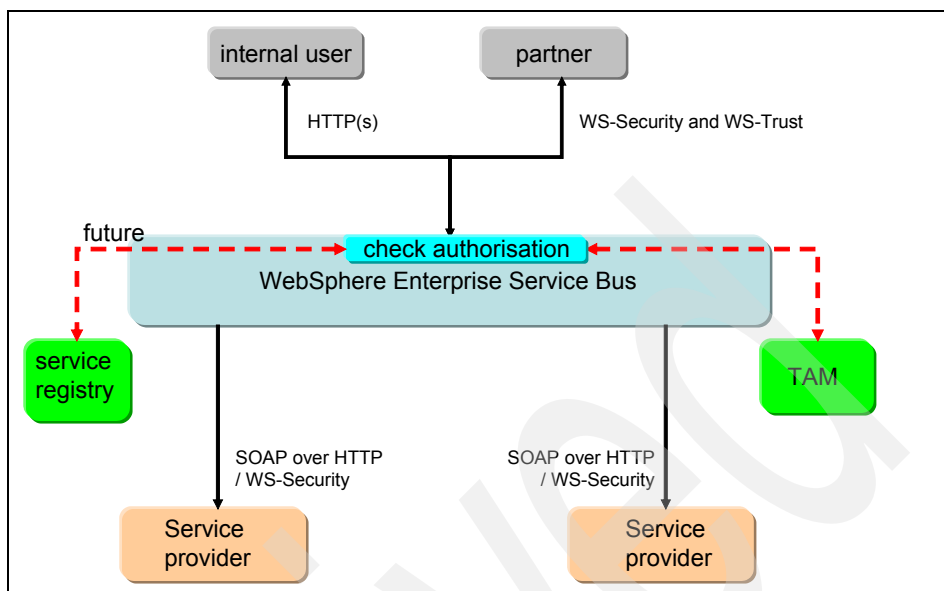 internal user
partner
HTTP(s)
WS-Security and WS-Trust
future
check authorisation
WebSphere Enterprise Service Bus
service
registry
TAM
SOAP over HTTP
/ WS-Security
SOAP over HTTP
/ WS-Security
Service
provider
Service
provider